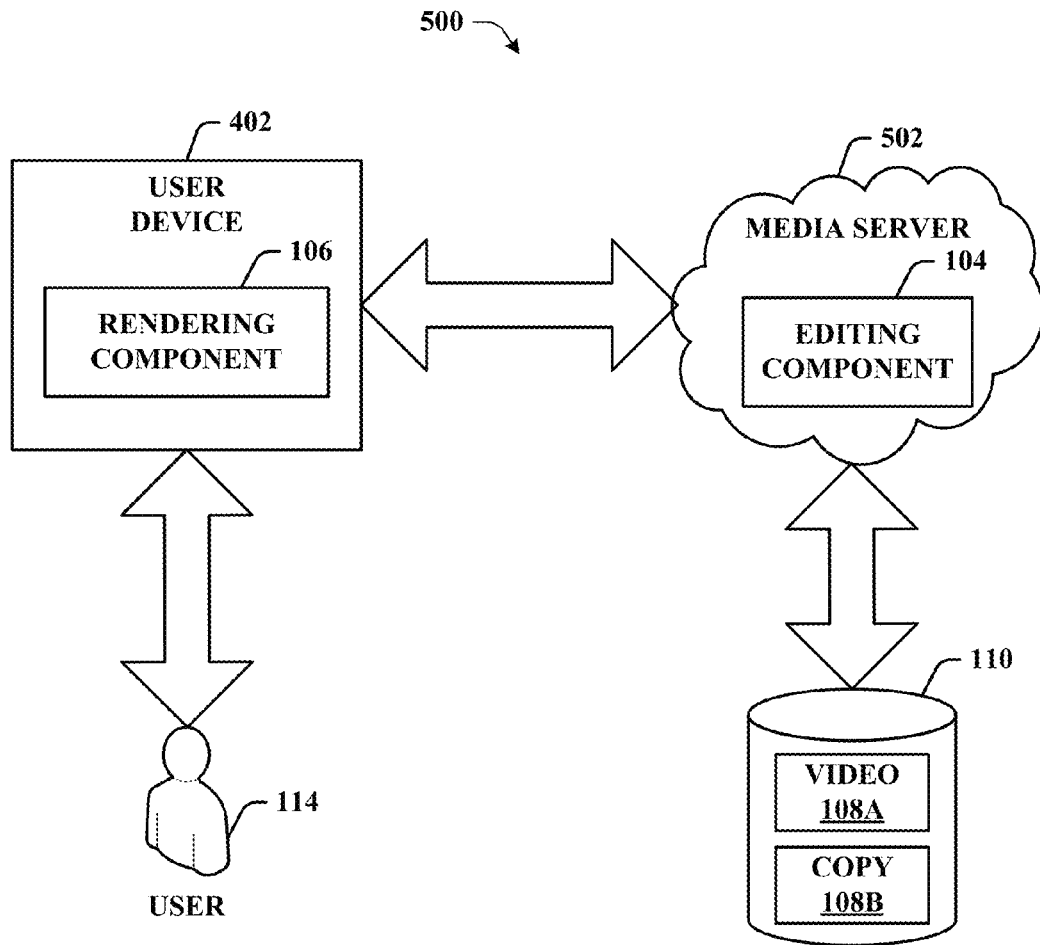 500
402
USER
DEVICE
106
RENDERING
COMPONENT
502
MEDIA SERVER
104
EDITING
COMPONENT
114
USER
110
VIDEO
108A
COPY
108B